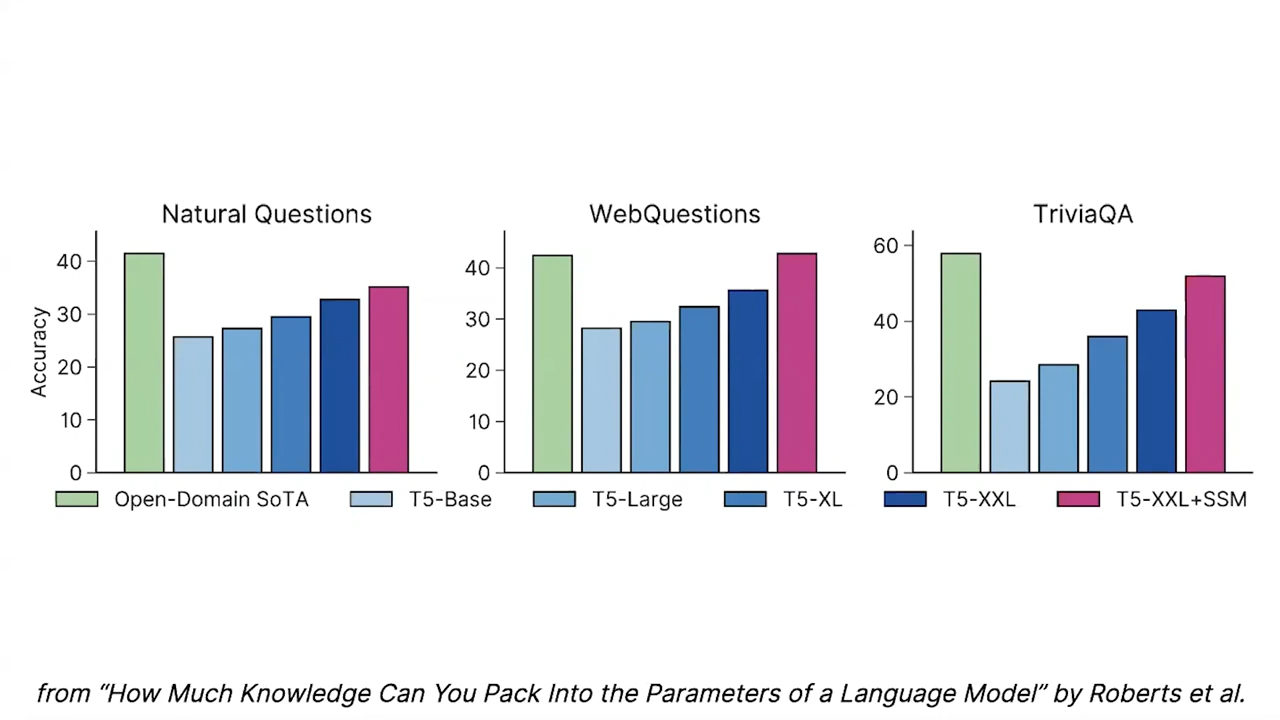 Natural Questions
WebQuestions
TriviaQA
Accuracy
40
30
20
10
0
40
30
20
10
0
60
40
20
0
Open-Domain SoTA
T5-Base
T5-Large
T5-XL
T5-XXL
T5-XXL+SSM
from “How Much Knowledge Can You Pack Into the Parameters of a Language Model” by Roberts et al.